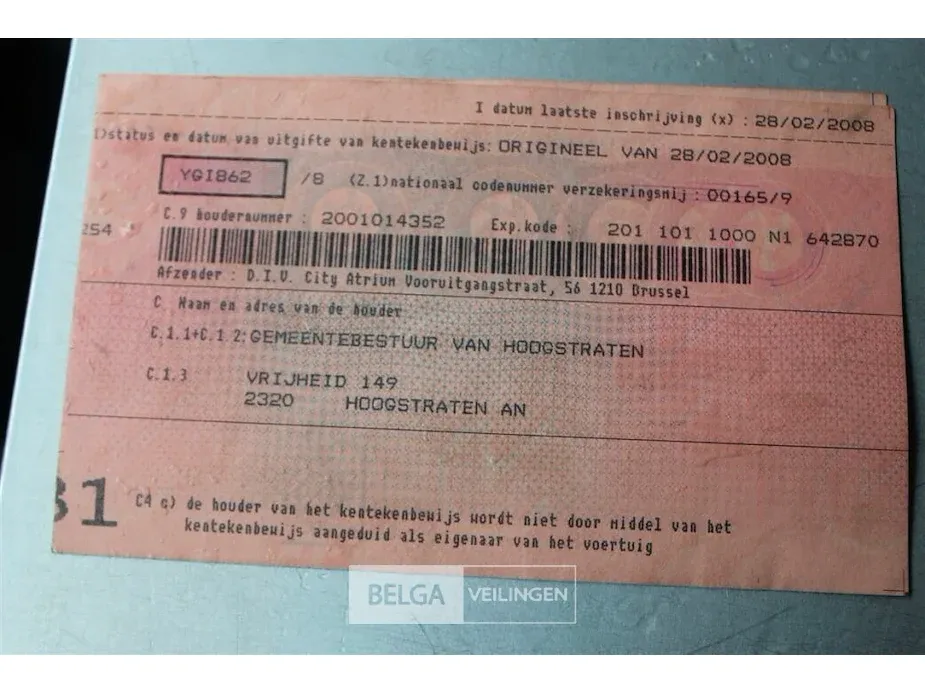 I datum laatste inschrijving (x) : 28/02/2008
)status en datum van uitgifte van kentekenbewijs: ORIGINEEL VAN 28/02/2008
YGI862 /8 (Z.1)nationaal codenummer verzekeringsmij : 00165/9
C.9 houdernummer : 2001014352 Exp.kode : 201 101 1000 N1 642870
254
Afzender : D.I.V. City Atrium Vooruitgangstraat, 56 1210 Brussel
C Naam en adres van de houder
C.1.1+C.1 2: GEMEENTEBESTUUR VAN HOOGSTRATEN
C.1.3 VRIJHEID 149
2320 HOOGSTRATEN AN
31
C4 c) de houder van het kentekenbewijs wordt niet door middel van het
kentekenbewijs aangeduid als eigenaar van het voertuig
BELGA VEILINGEN